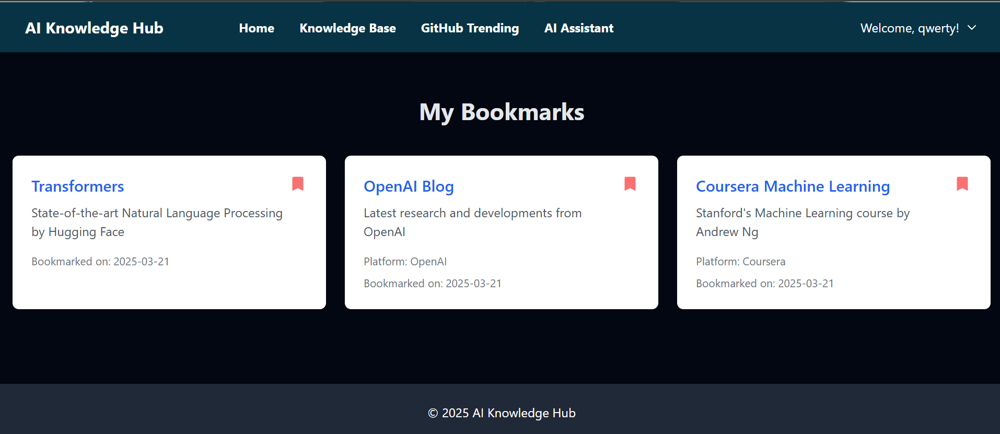 AI Knowledge Hub
Home
Knowledge Base
GitHub Trending
AI Assistant
Welcome, qwerty!
My Bookmarks
Transformers
State-of-the-art Natural Language Processing
by Hugging Face
Bookmarked on: 2025-03-21
OpenAI Blog
Latest research and developments from
OpenAI
Platform: OpenAI
Bookmarked on: 2025-03-21
Coursera Machine Learning
Stanford's Machine Learning course by
Andrew Ng
Platform: Coursera
Bookmarked on: 2025-03-21
© 2025 AI Knowledge Hub